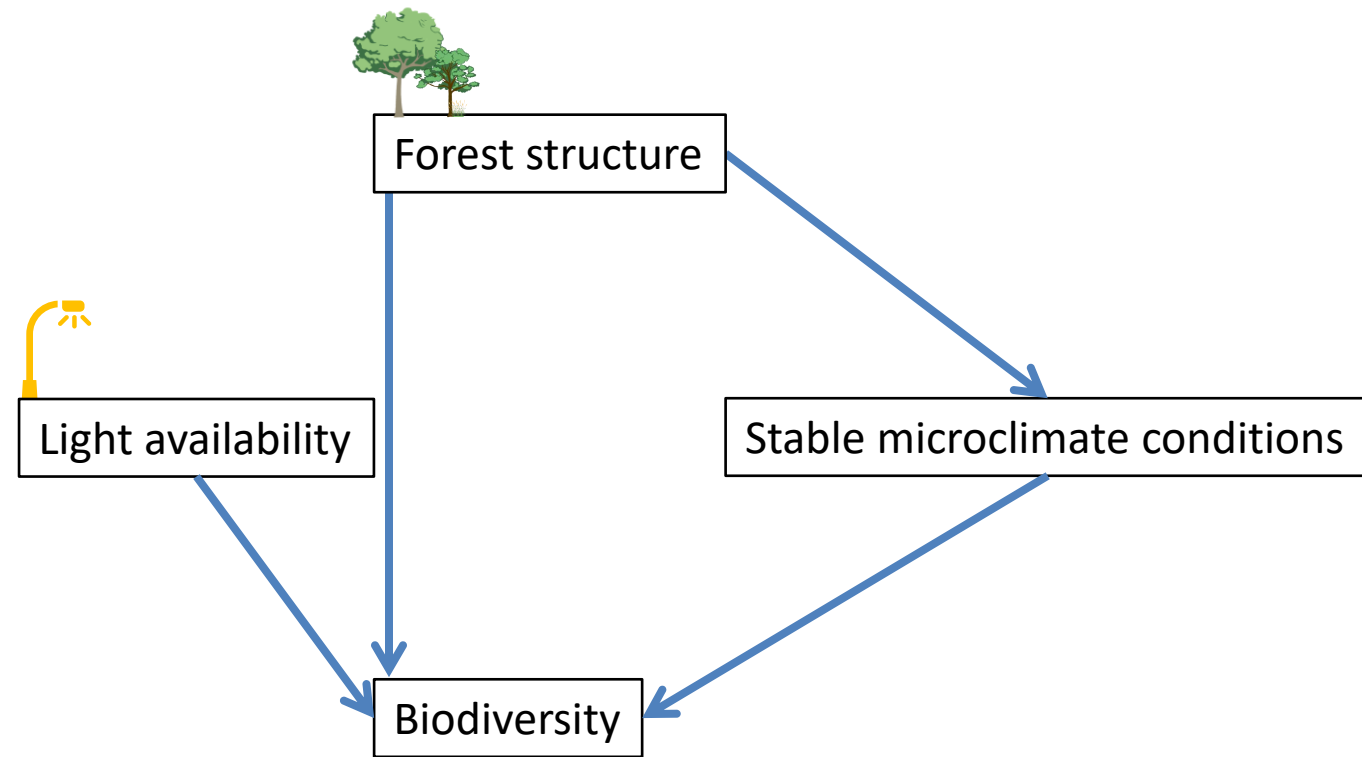 Forest structure
Light availability
Stable microclimate conditions
Biodiversity